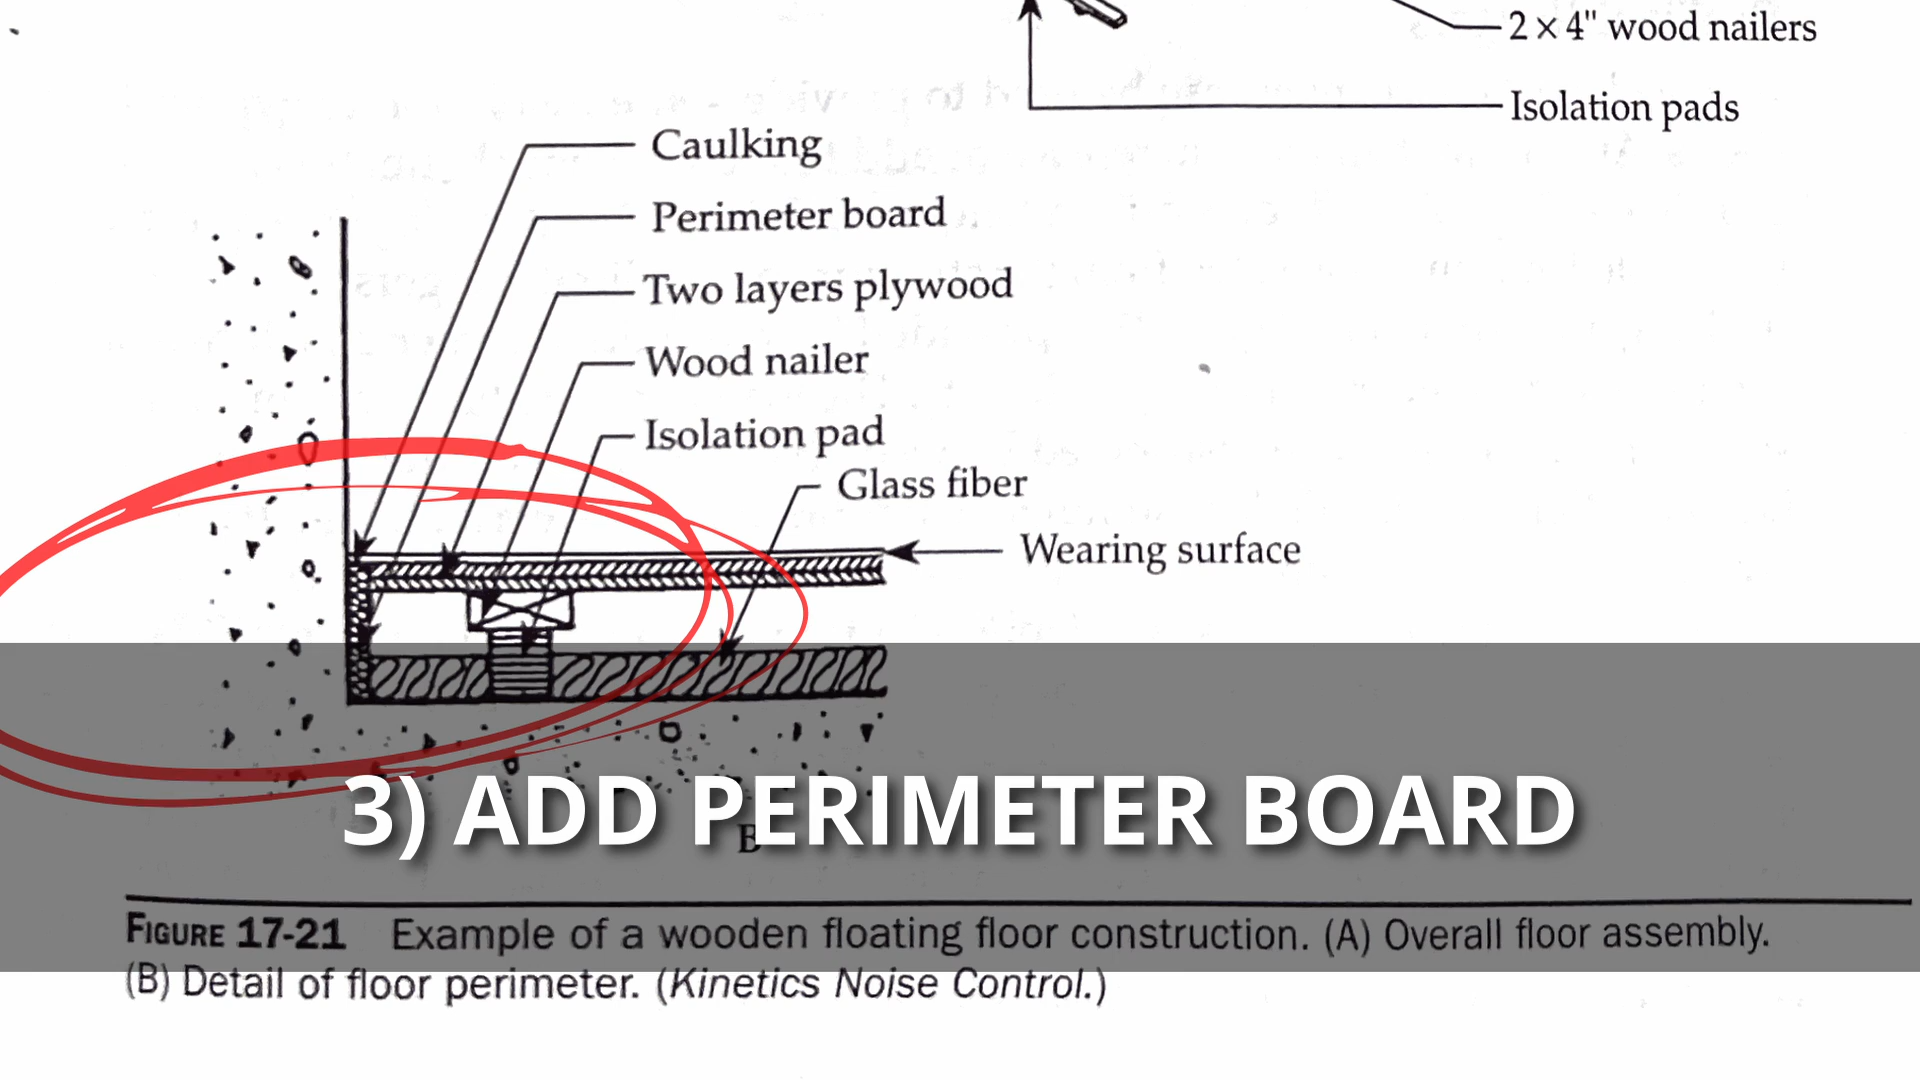 2 × 4" wood nailers
Isolation pads
Caulking
Perimeter board
Two layers plywood
Wood nailer
Isolation pad
Glass fiber
Wearing surface
3) ADD PERIMETER BOARD
B
FIGURE 17-21 Example of a wooden floating floor construction. (A) Overall floor assembly.
(B) Detail of floor perimeter. (Kinetics Noise Control.)